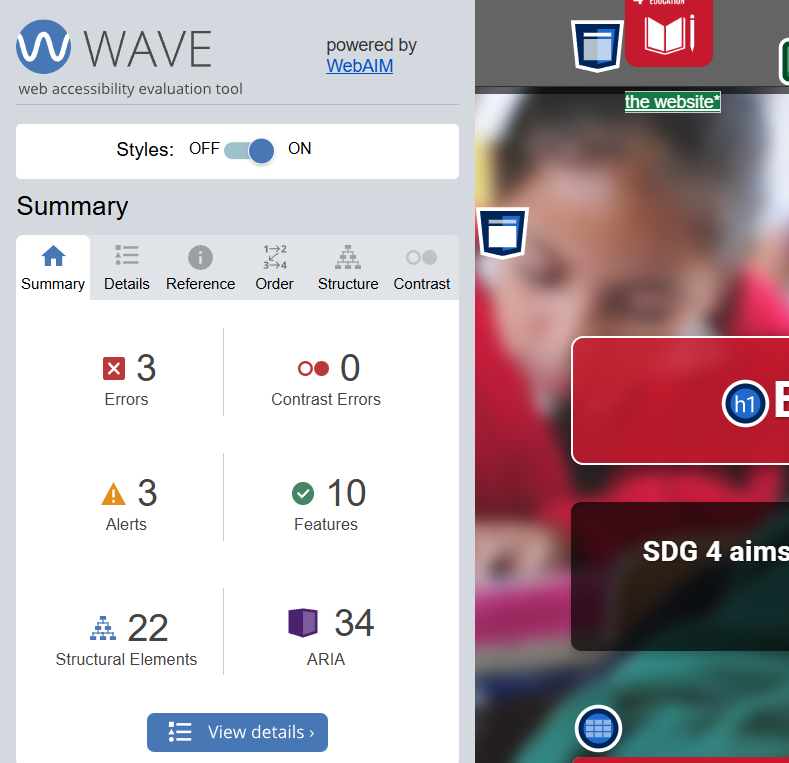 WAVE
web accessibility evaluation tool
powered by
WebAIM
Styles: OFF ON
Summary
Summary Details Reference Order Structure Contrast
3
Errors
0
Contrast Errors
3
Alerts
10
Features
22
Structural Elements
34
ARIA
View details ›
4 EDUCATION
the website*
h1 E
SDG 4 aims